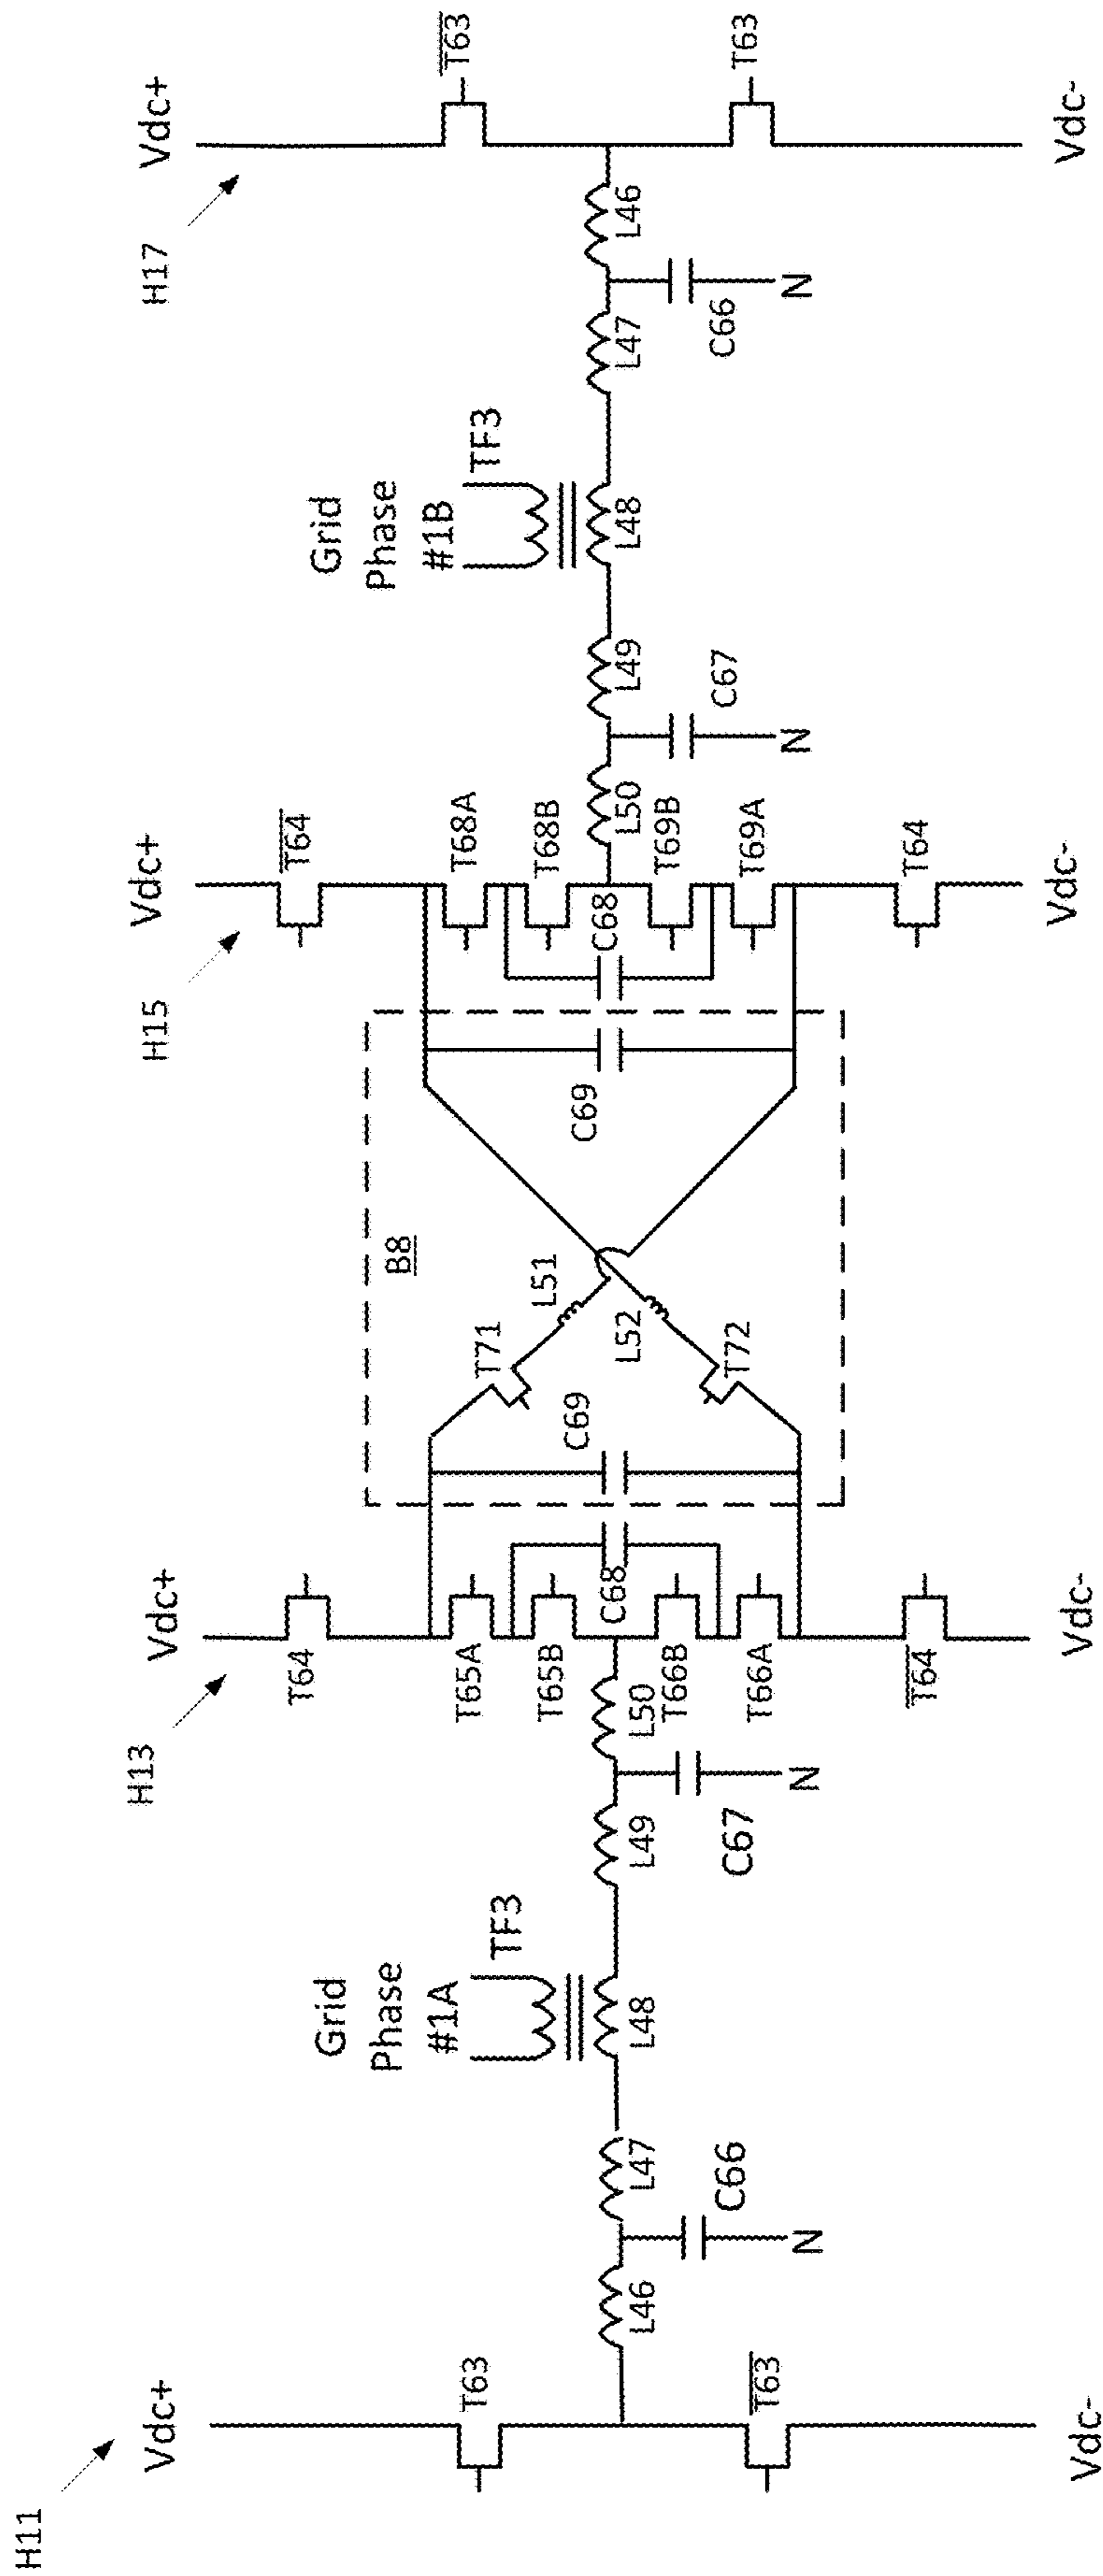 H11
Vdc+
T63
T63
Vdc-
L46
C66
N
L47
Grid
Phase
#1A
TF3
L48
L49
C67
N
L50
H13
Vdc+
T64
T65A
T65B
T66B
T66A
T64
Vdc-
C68
C69
B8
T71
T72
L51
L52
C69
C68
H15
Vdc+
T64
T68A
T68B
T69B
T69A
T64
Vdc-
L50
C67
N
L49
Grid
Phase
#1B
TF3
L48
L47
C66
N
L46
H17
Vdc+
T63
T63
Vdc-